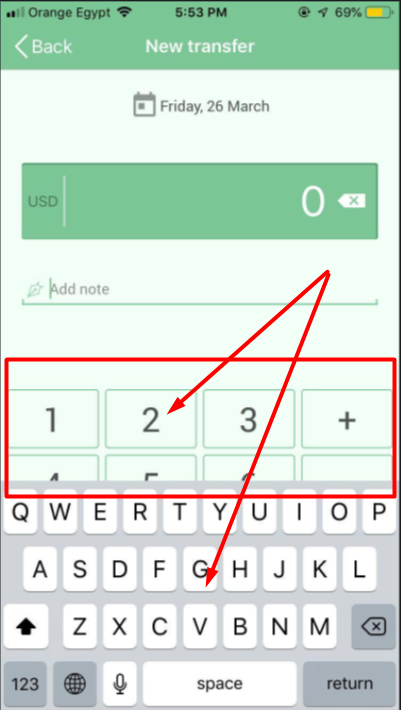 Orange Egypt 5:53 PM 69%
Back New transfer
Friday, 26 March
USD 0
Add note
1 2 3 +
Q W E R T Y U I O P
A S D F G H J K L
Z X C V B N M
123 space return